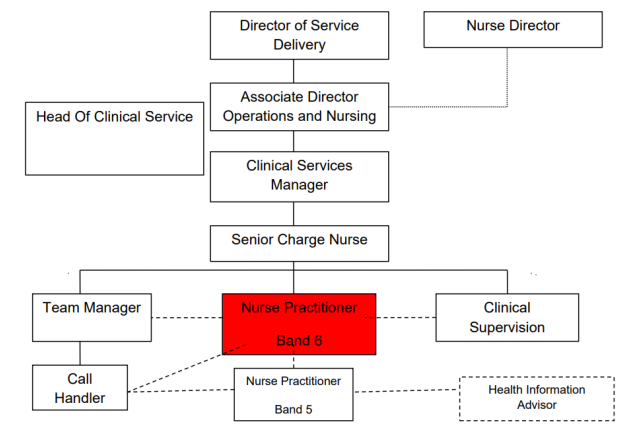 Director of Service
Delivery
Nurse Director
Associate Director
Operations and Nursing
Head Of Clinical Service
Clinical Services
Manager
Senior Charge Nurse
Team Manager
Nurse Practitioner
Band 6
Clinical
Supervision
Call
Handler
Nurse Practitioner
Band 5
Health Information
Advisor